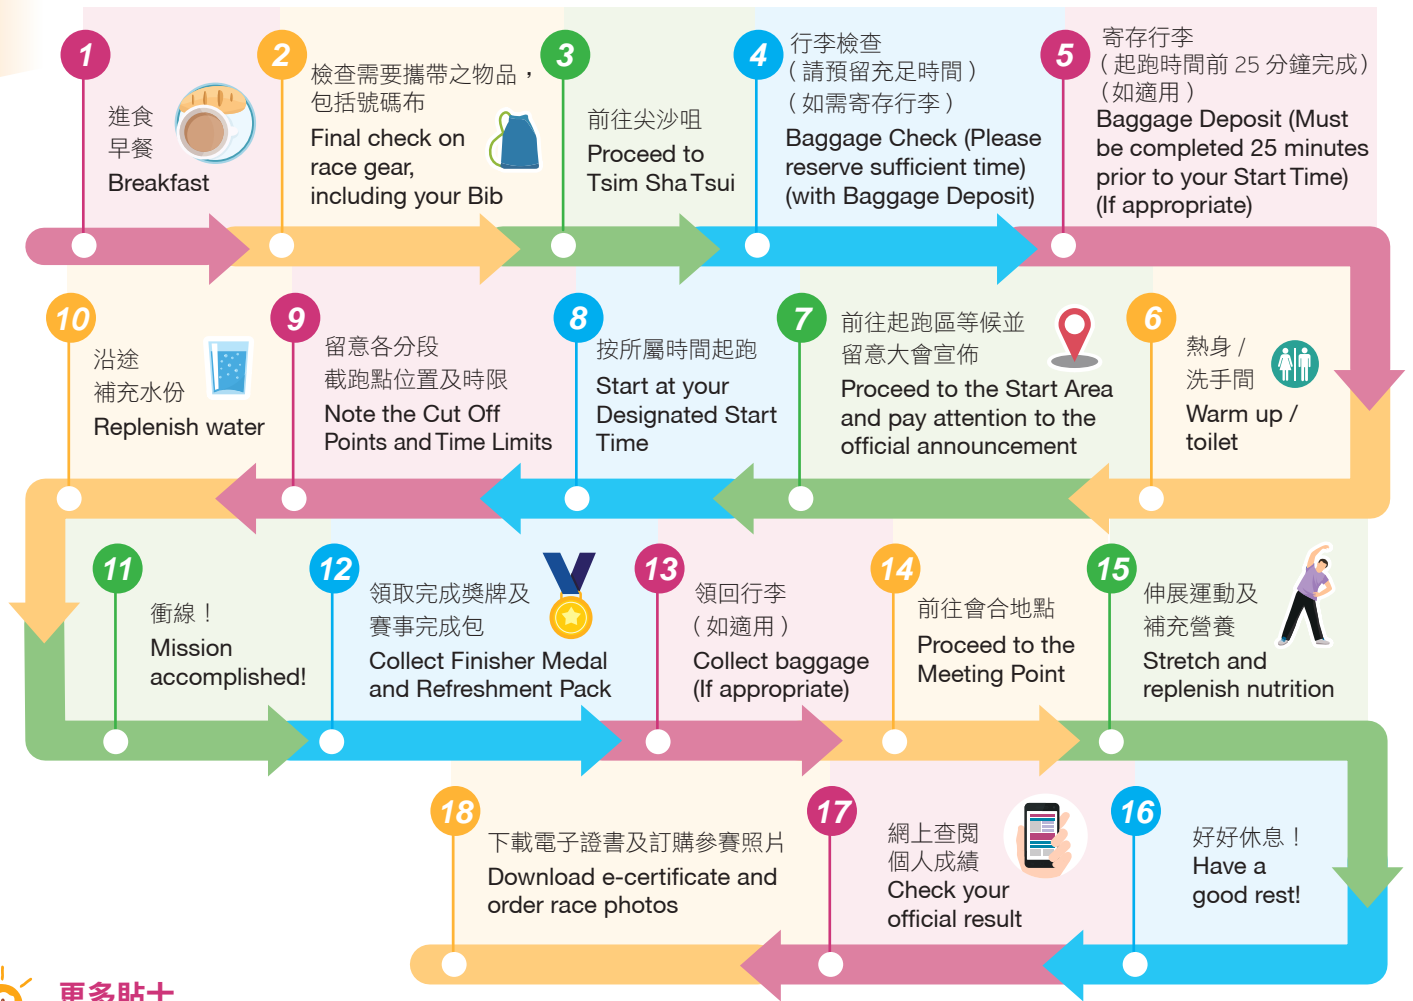 1
進食
早餐
Breakfast
2
檢查需要攜帶之物品，
包括號碼布
Final check on
race gear,
including your Bib
3
前往尖沙咀
Proceed to
Tsim Sha Tsui
4
行李檢查
（請預留充足時間）
（如需寄存行李）
Baggage Check (Please
reserve sufficient time)
(with Baggage Deposit)
5
寄存行李
（起跑時間前 25 分鐘完成）
（如適用）
Baggage Deposit (Must
be completed 25 minutes
prior to your Start Time)
(If appropriate)
6
熱身 /
洗手間
Warm up /
toilet
7
前往起跑區等候並
留意大會宣佈
Proceed to the Start Area
and pay attention to the
official announcement
8
按所屬時間起跑
Start at your
Designated Start
Time
9
留意各分段
截跑點位置及時限
Note the Cut Off
Points and Time Limits
10
沿途
補充水份
Replenish water
11
衝線！
Mission
accomplished!
12
領取完成獎牌及
賽事完成包
Collect Finisher Medal
and Refreshment Pack
13
領回行李
（如適用）
Collect baggage
(If appropriate)
14
前往會合地點
Proceed to the
Meeting Point
15
伸展運動及
補充營養
Stretch and
replenish nutrition
16
好好休息！
Have a
good rest!
17
網上查閱
個人成績
Check your
official result
18
下載電子證書及訂購參賽照片
Download e-certificate and
order race photos
更多貼士